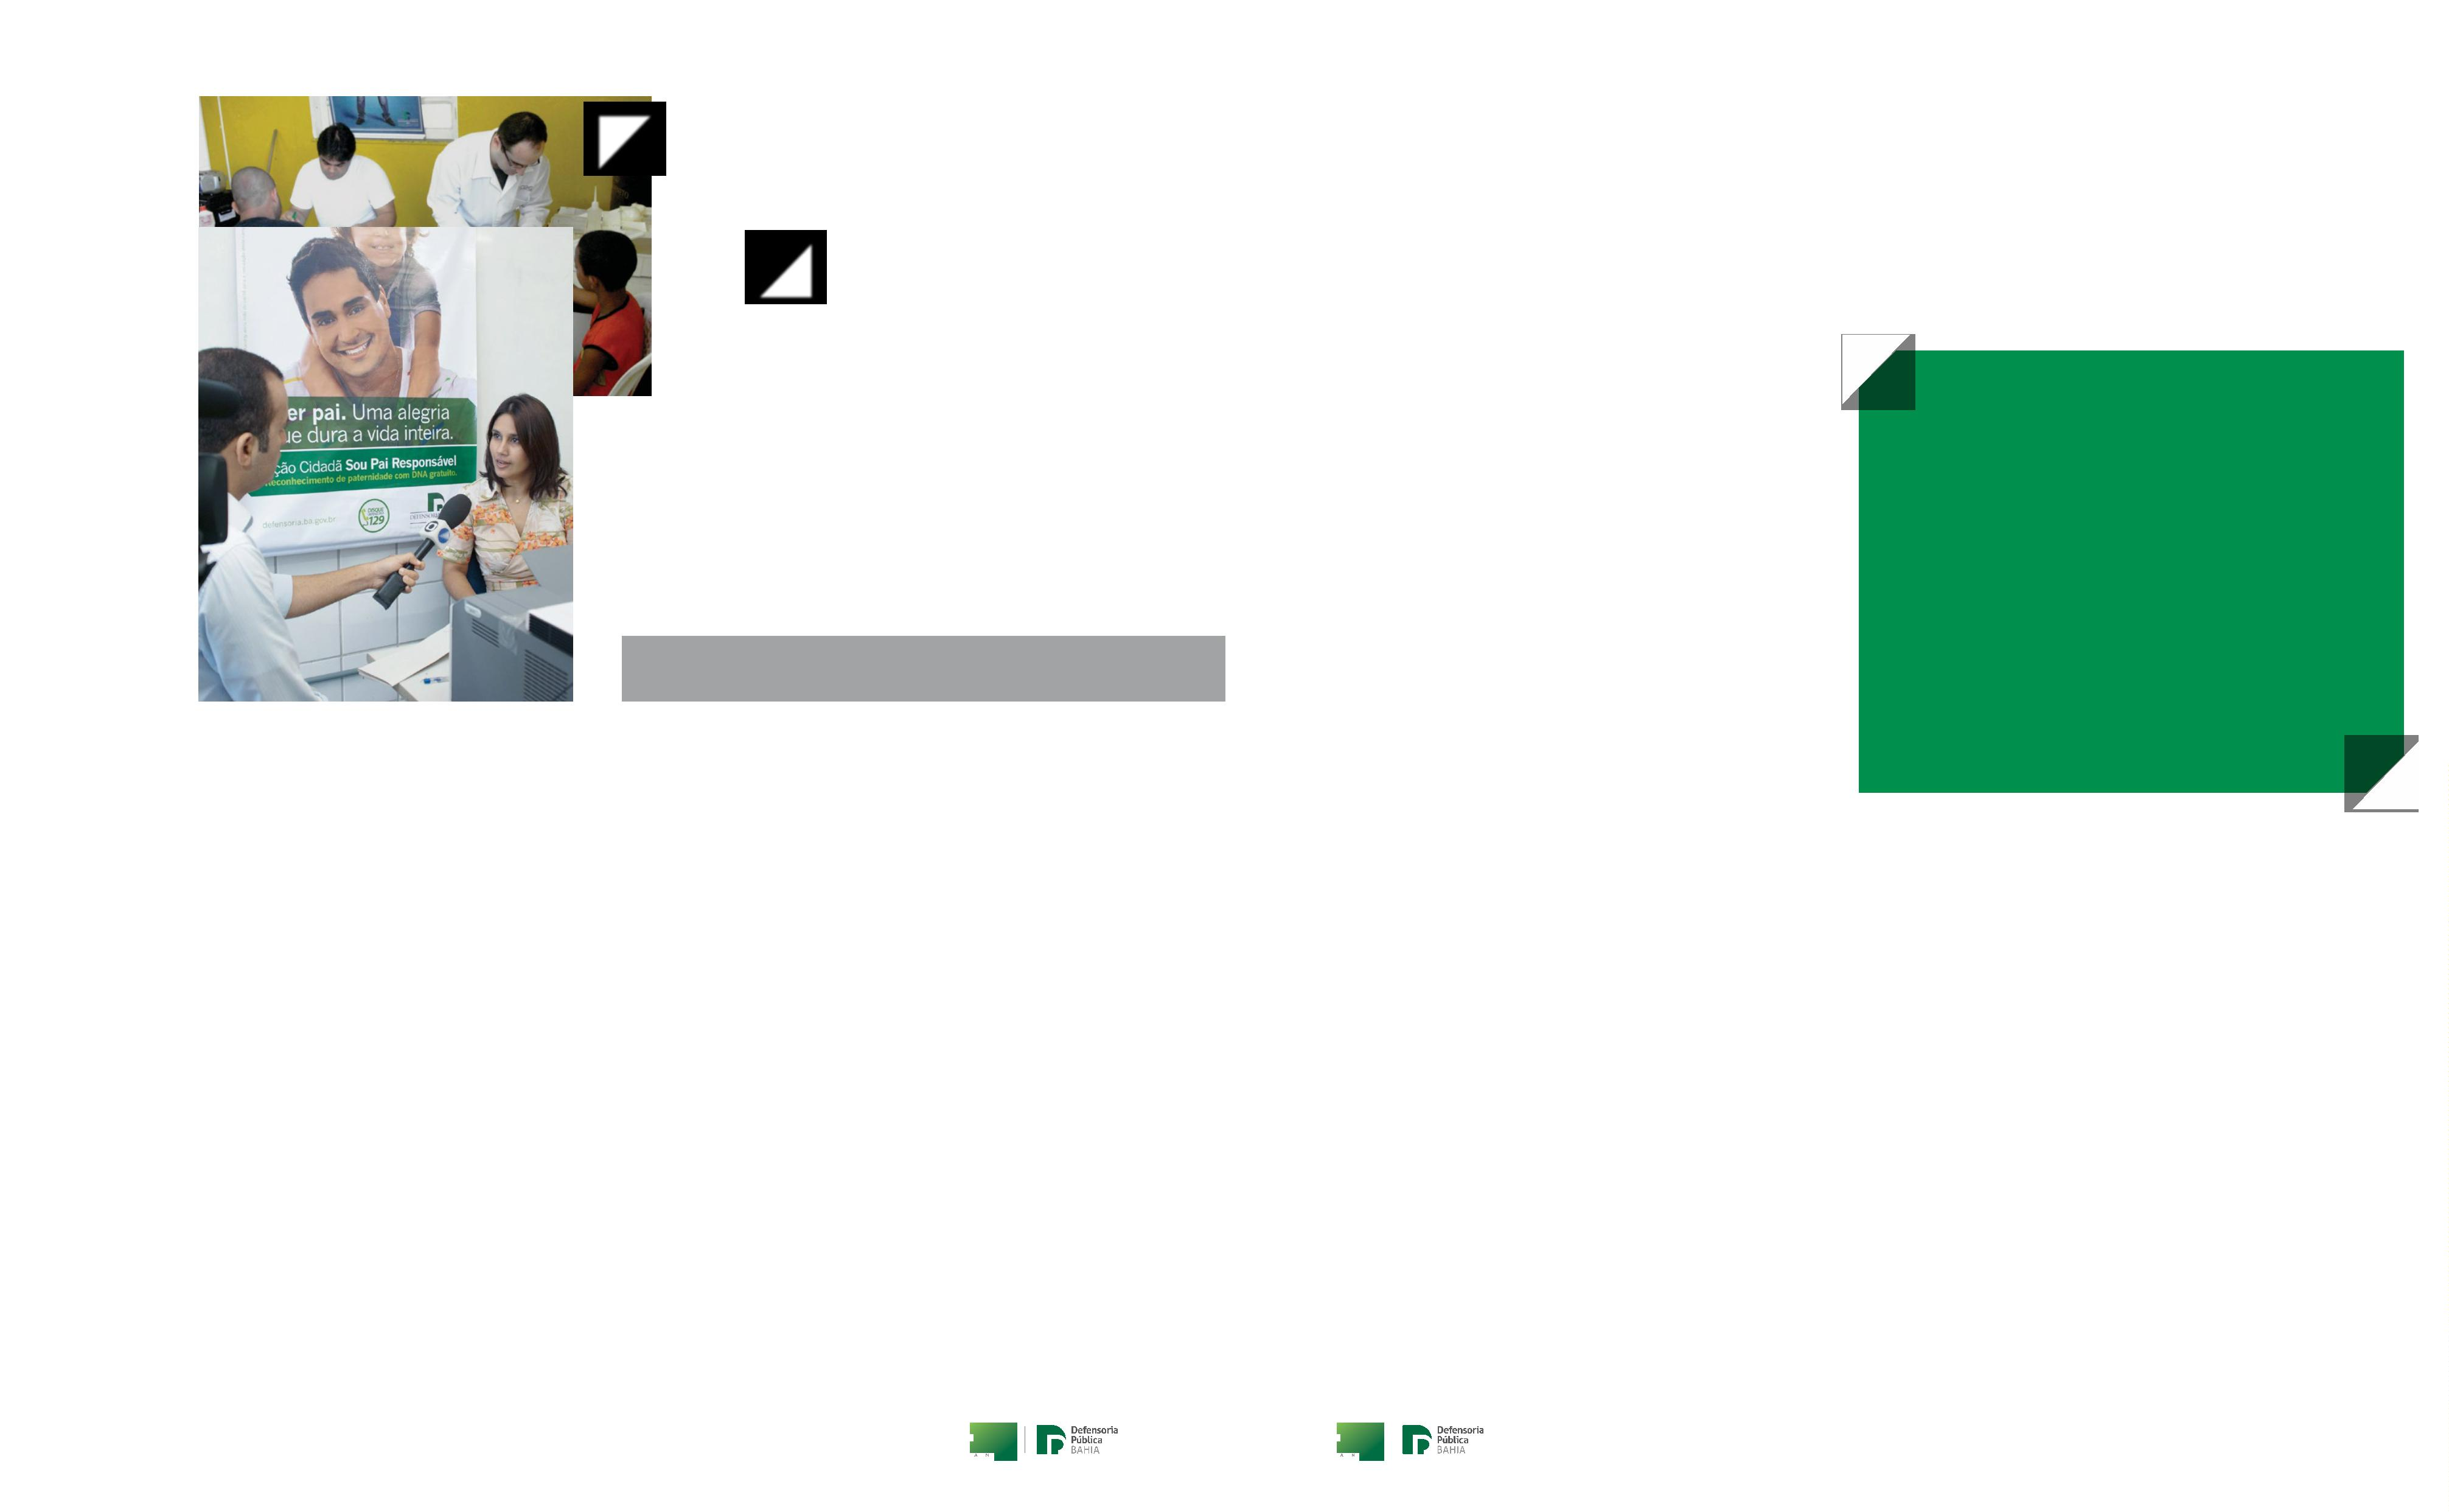 er pai. Uma alegria
ue dura a vida inteira.
ção Cidadã Sou Pai Responsável
econhecimento de paternidade com DNA gratuito.
defensoria.ba.gov.br
DISQUE
129
Defensoria
Pública
BAHIA
Defensoria
Pública
BAHIA